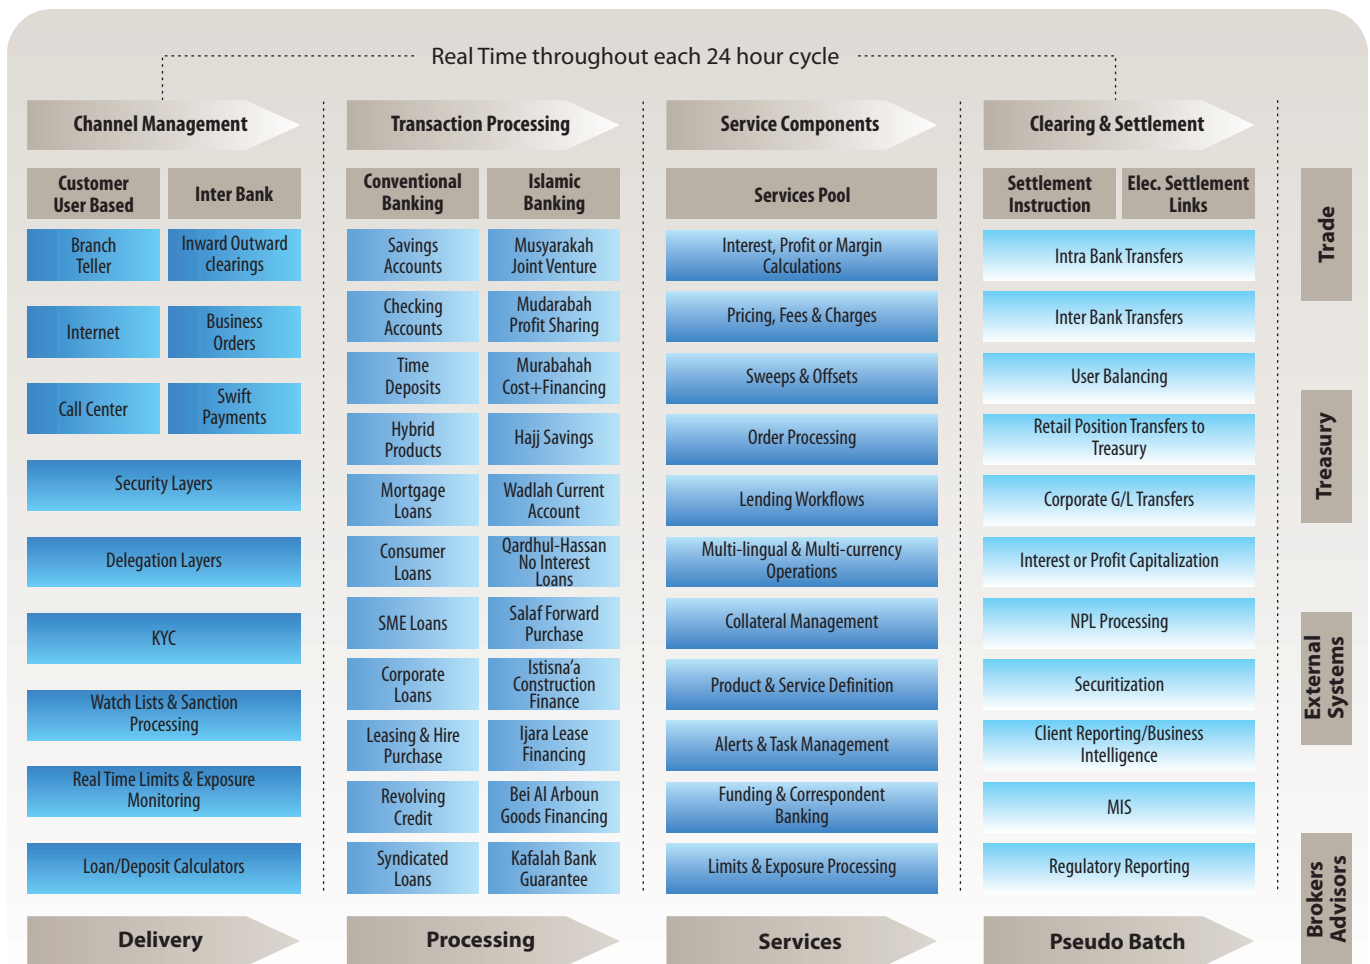 Real Time throughout each 24 hour cycle
Channel Management
Transaction Processing
Service Components
Clearing & Settlement
Customer
User Based
Inter Bank
Conventional
Banking
Islamic
Banking
Services Pool
Settlement
Instruction
Elec. Settlement
Links
Branch
Teller
Inward Outward
clearings
Internet
Business
Orders
Call Center
Swift
Payments
Security Layers
Delegation Layers
KYC
Watch Lists & Sanction
Processing
Real Time Limits & Exposure
Monitoring
Loan/Deposit Calculators
Savings
Accounts
Musyarakah
Joint Venture
Checking
Accounts
Mudarabah
Profit Sharing
Time
Deposits
Murabahah
Cost+Financing
Hybrid
Products
Hajj Savings
Mortgage
Loans
Wadlah Current
Account
Consumer
Loans
Qardhul-Hassan
No Interest
Loans
SME Loans
Salaf Forward
Purchase
Corporate
Loans
Istisna'a
Construction
Finance
Leasing & Hire
Purchase
Ijara Lease
Financing
Revolving
Credit
Bei Al Arboun
Goods Financing
Syndicated
Loans
Kafalah Bank
Guarantee
Interest, Profit or Margin
Calculations
Pricing, Fees & Charges
Sweeps & Offsets
Order Processing
Lending Workflows
Multi-lingual & Multi-currency
Operations
Collateral Management
Product & Service Definition
Alerts & Task Management
Funding & Correspondent
Banking
Limits & Exposure Processing
Intra Bank Transfers
Inter Bank Transfers
User Balancing
Retail Position Transfers to
Treasury
Corporate G/L Transfers
Interest or Profit Capitalization
NPL Processing
Securitization
Client Reporting/Business
Intelligence
MIS
Regulatory Reporting
Trade
Treasury
External
Systems
Brokers
Advisors
Delivery
Processing
Services
Pseudo Batch